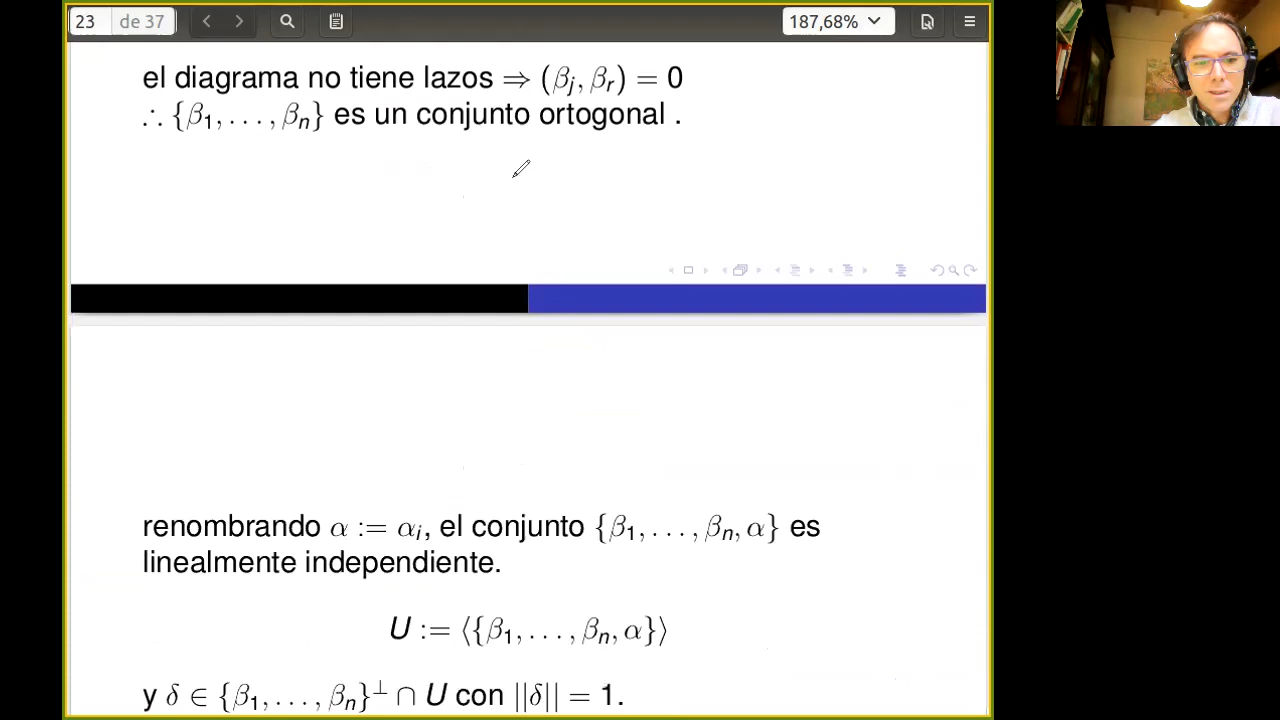 23 de 37 187,68%
el diagrama no tiene lazos ⇒ (βj, βr) = 0
∴ {β1, . . . , βn} es un conjunto ortogonal .
renombrando α := αi, el conjunto {β1, . . . , βn, α} es
linealmente independiente.
U := ⟨{β1, . . . , βn, α}⟩
y δ ∈ {β1, . . . , βn}⊥ ∩ U con ||δ|| = 1.